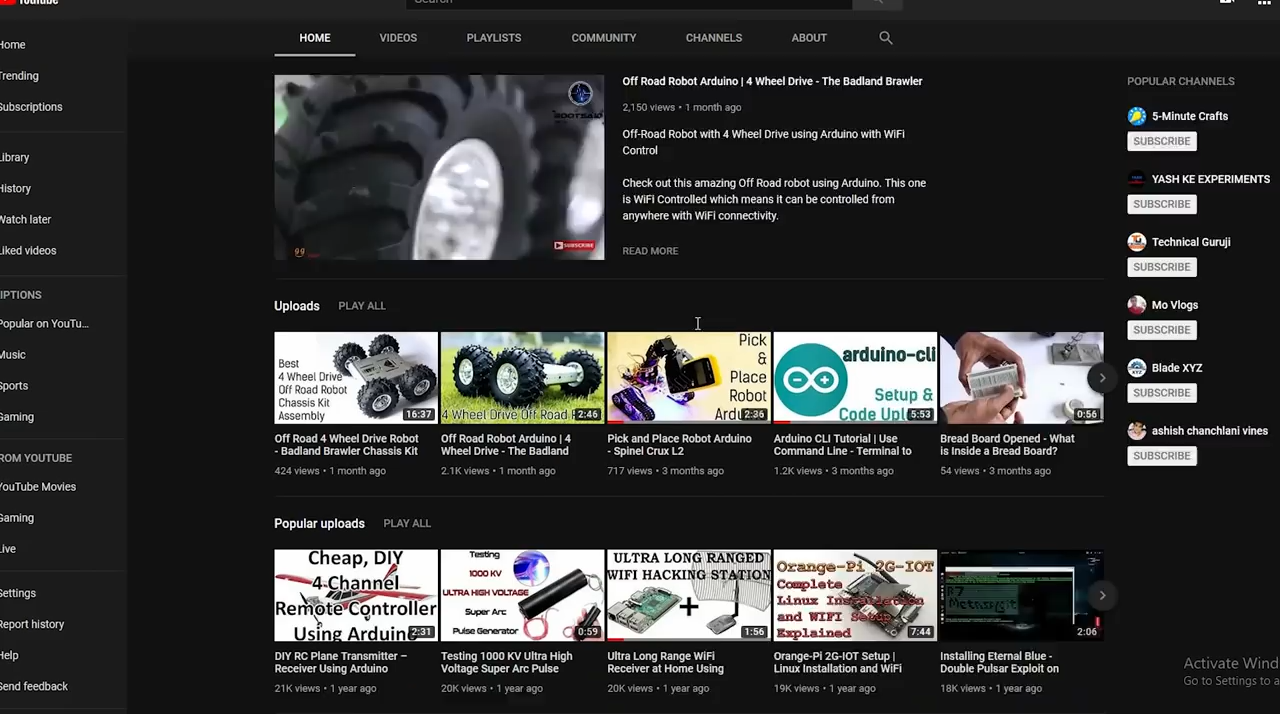 YouTube
Search
Home
Trending
Subscriptions
Library
History
Watch later
Liked videos
IPTIONS
Popular on YouTu...
Music
Sports
Gaming
ROM YOUTUBE
YouTube Movies
Gaming
Live
Settings
Report history
Help
Send feedback
HOME
VIDEOS
PLAYLISTS
COMMUNITY
CHANNELS
ABOUT
ROOTSAID
SUBSCRIBE
Off Road Robot Arduino | 4 Wheel Drive - The Badland Brawler
2,150 views • 1 month ago
Off-Road Robot with 4 Wheel Drive using Arduino with WiFi
Control
Check out this amazing Off Road robot using Arduino. This one
is WiFi Controlled which means It can be controlled from
anywhere with WiFi connectivity.
READ MORE
Uploads
PLAY ALL
Best
4 Wheel Drive
Off Road Robot
Chassis Kit
Assembly
16:37
Off Road 4 Wheel Drive Robot
- Badland Brawler Chassis Kit
424 views • 1 month ago
4 Wheel Drive Off Road
2:46
Off Road Robot Arduino | 4
Wheel Drive - The Badland
2.1K views • 1 month ago
Pick
&
Place
Robot
2:36
Pick and Place Robot Arduino
- Spinel Crux L2
717 views • 3 months ago
arduino-cli
Setup &
Code Upl
5:53
Arduino CLI Tutorial | Use
Command Line - Terminal to
1.2K views • 3 months ago
0:56
Bread Board Opened - What
is Inside a Bread Board?
54 views • 3 months ago
Popular uploads
PLAY ALL
Cheap, DIY
4 Channel
Remote Controller
Using Arduino
2:31
DIY RC Plane Transmitter –
Receiver Using Arduino
21K views • 1 year ago
Testing
1000 KV
ULTRA HIGH VOLTAGE
Super Arc
Pulse Generator
0:59
Testing 1000 KV Ultra High
Voltage Super Arc Pulse
20K views • 1 year ago
ULTRA LONG RANGED
WIFI HACKING STATION
+
1:56
Ultra Long Range WiFi
Receiver at Home Using
20K views • 1 year ago
Orange-Pi 2G-IOT
Complete
Linux Installation
and WIFI Setup
Explained
7:44
Orange-Pi 2G-IOT Setup |
Linux Installation and WiFi
19K views • 1 year ago
2:06
Installing Eternal Blue -
Double Pulsar Exploit on
18K views • 1 year ago
POPULAR CHANNELS
5-Minute Crafts
SUBSCRIBE
YASH KE EXPERIMENTS
SUBSCRIBE
Technical Guruji
SUBSCRIBE
Mo Vlogs
SUBSCRIBE
Blade XYZ
SUBSCRIBE
ashish chanchlani vines
SUBSCRIBE
Activate Wind
Go to Settings to a